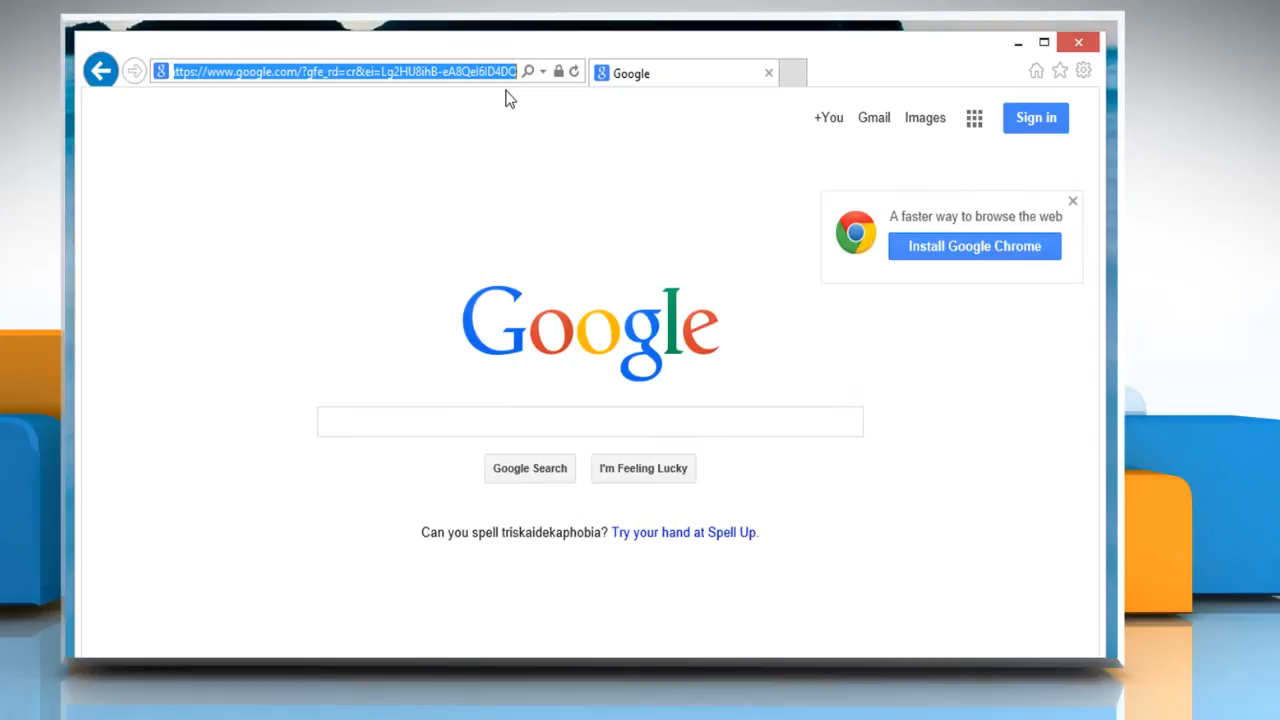 https://www.google.com/?gfe_rd=cr&ei=Lg2HU8ihB-eA8QeI6ID4DC
Google
+You Gmail Images Sign in
A faster way to browse the web
Install Google Chrome
Google
Google Search I'm Feeling Lucky
Can you spell triskaidekaphobia? Try your hand at Spell Up.